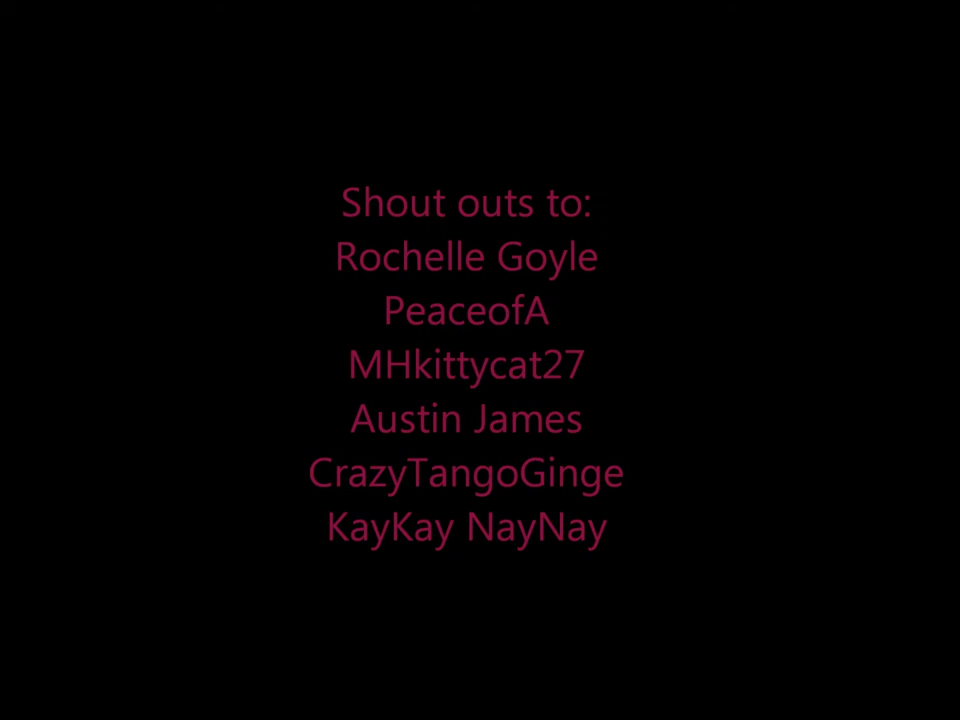 Shout outs to:
Rochelle Goyle
PeaceofA
MHkittycat27
Austin James
CrazyTangoGinge
KayKay NayNay